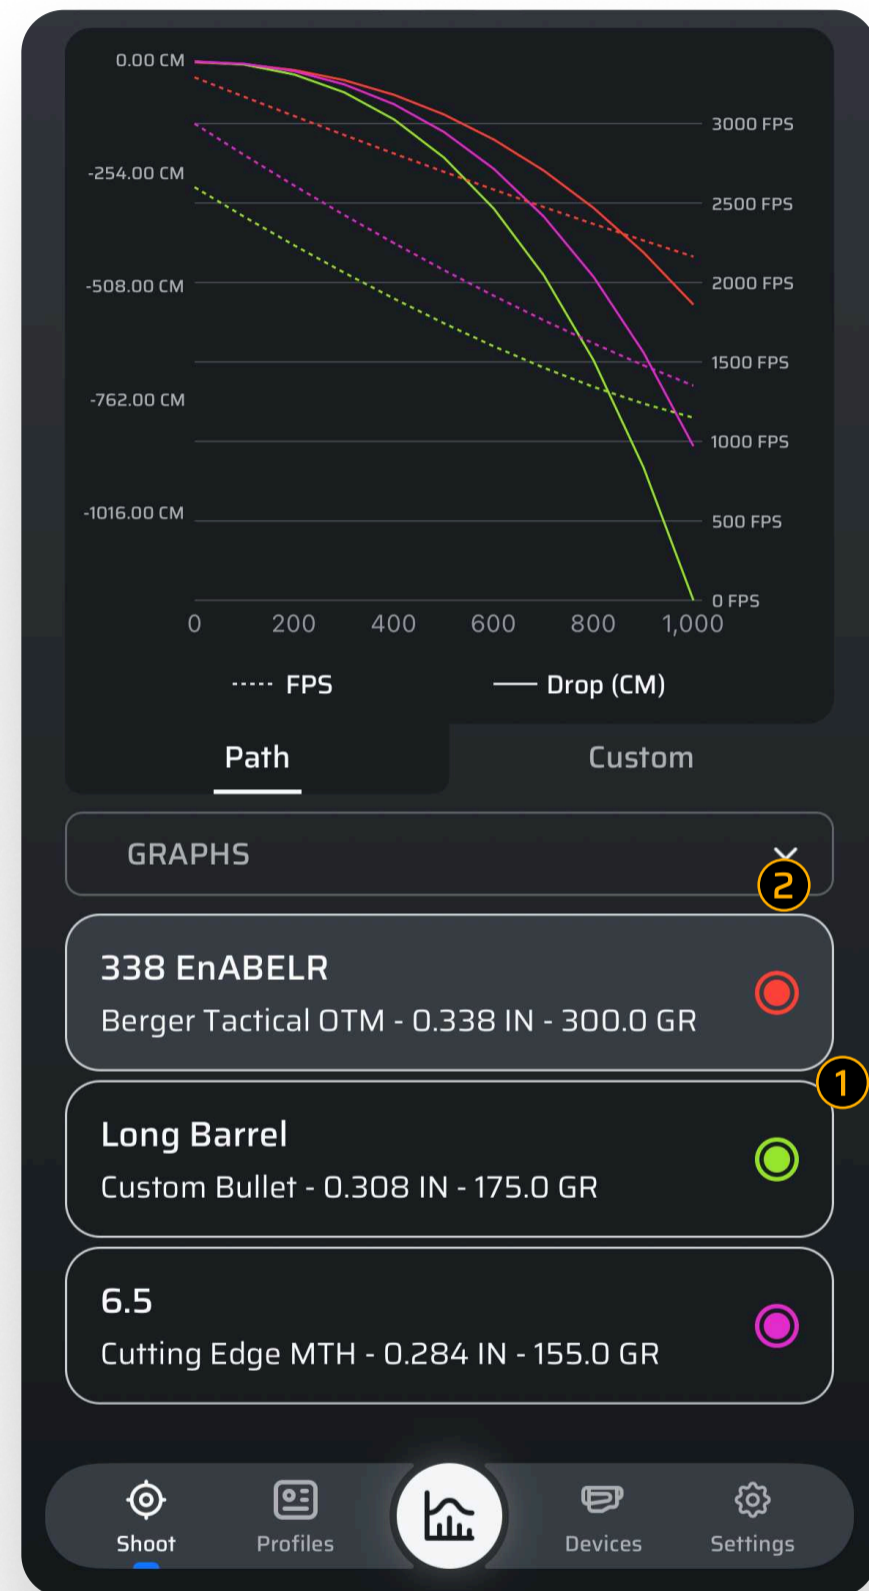 0.00 CM
3000 FPS
-254.00 CM
2500 FPS
-508.00 CM
2000 FPS
1500 FPS
-762.00 CM
1000 FPS
-1016.00 CM
500 FPS
0 FPS
0 200 400 600 800 1,000
FPS Drop (CM)
Path Custom
GRAPHS
2
338 EnABELR
Berger Tactical OTM - 0.338 IN - 300.0 GR
1
Long Barrel
Custom Bullet - 0.308 IN - 175.0 GR
6.5
Cutting Edge MTH - 0.284 IN - 155.0 GR
Shoot Profiles Devices Settings